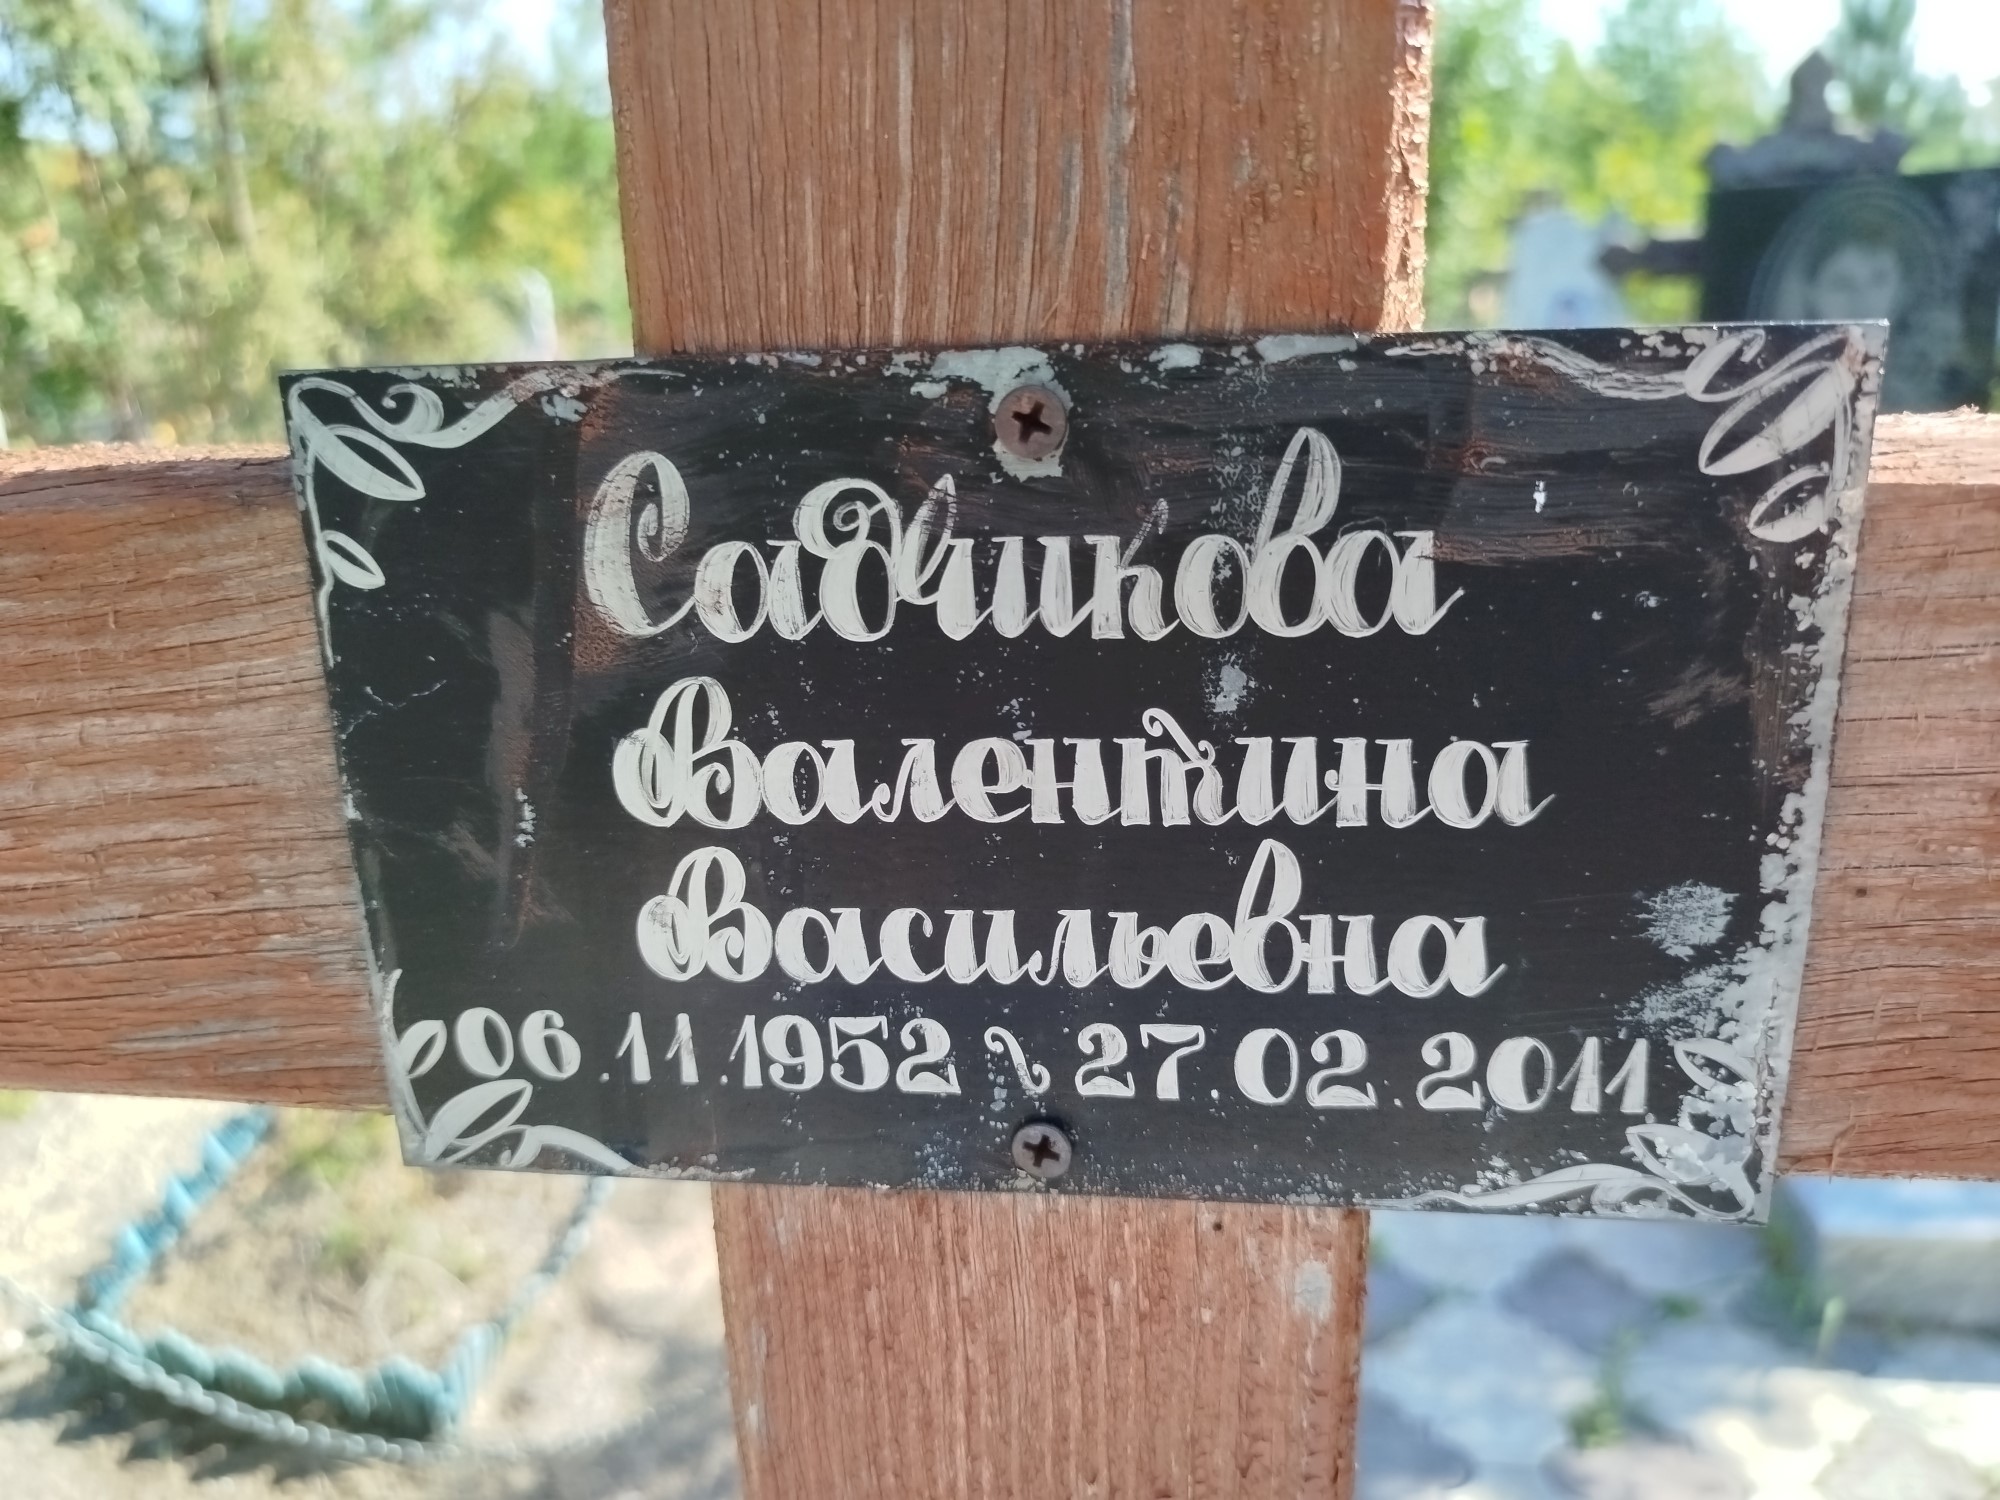 Садчикова
Валентина
Васильевна
06.11.1952 ~ 27.02.2011